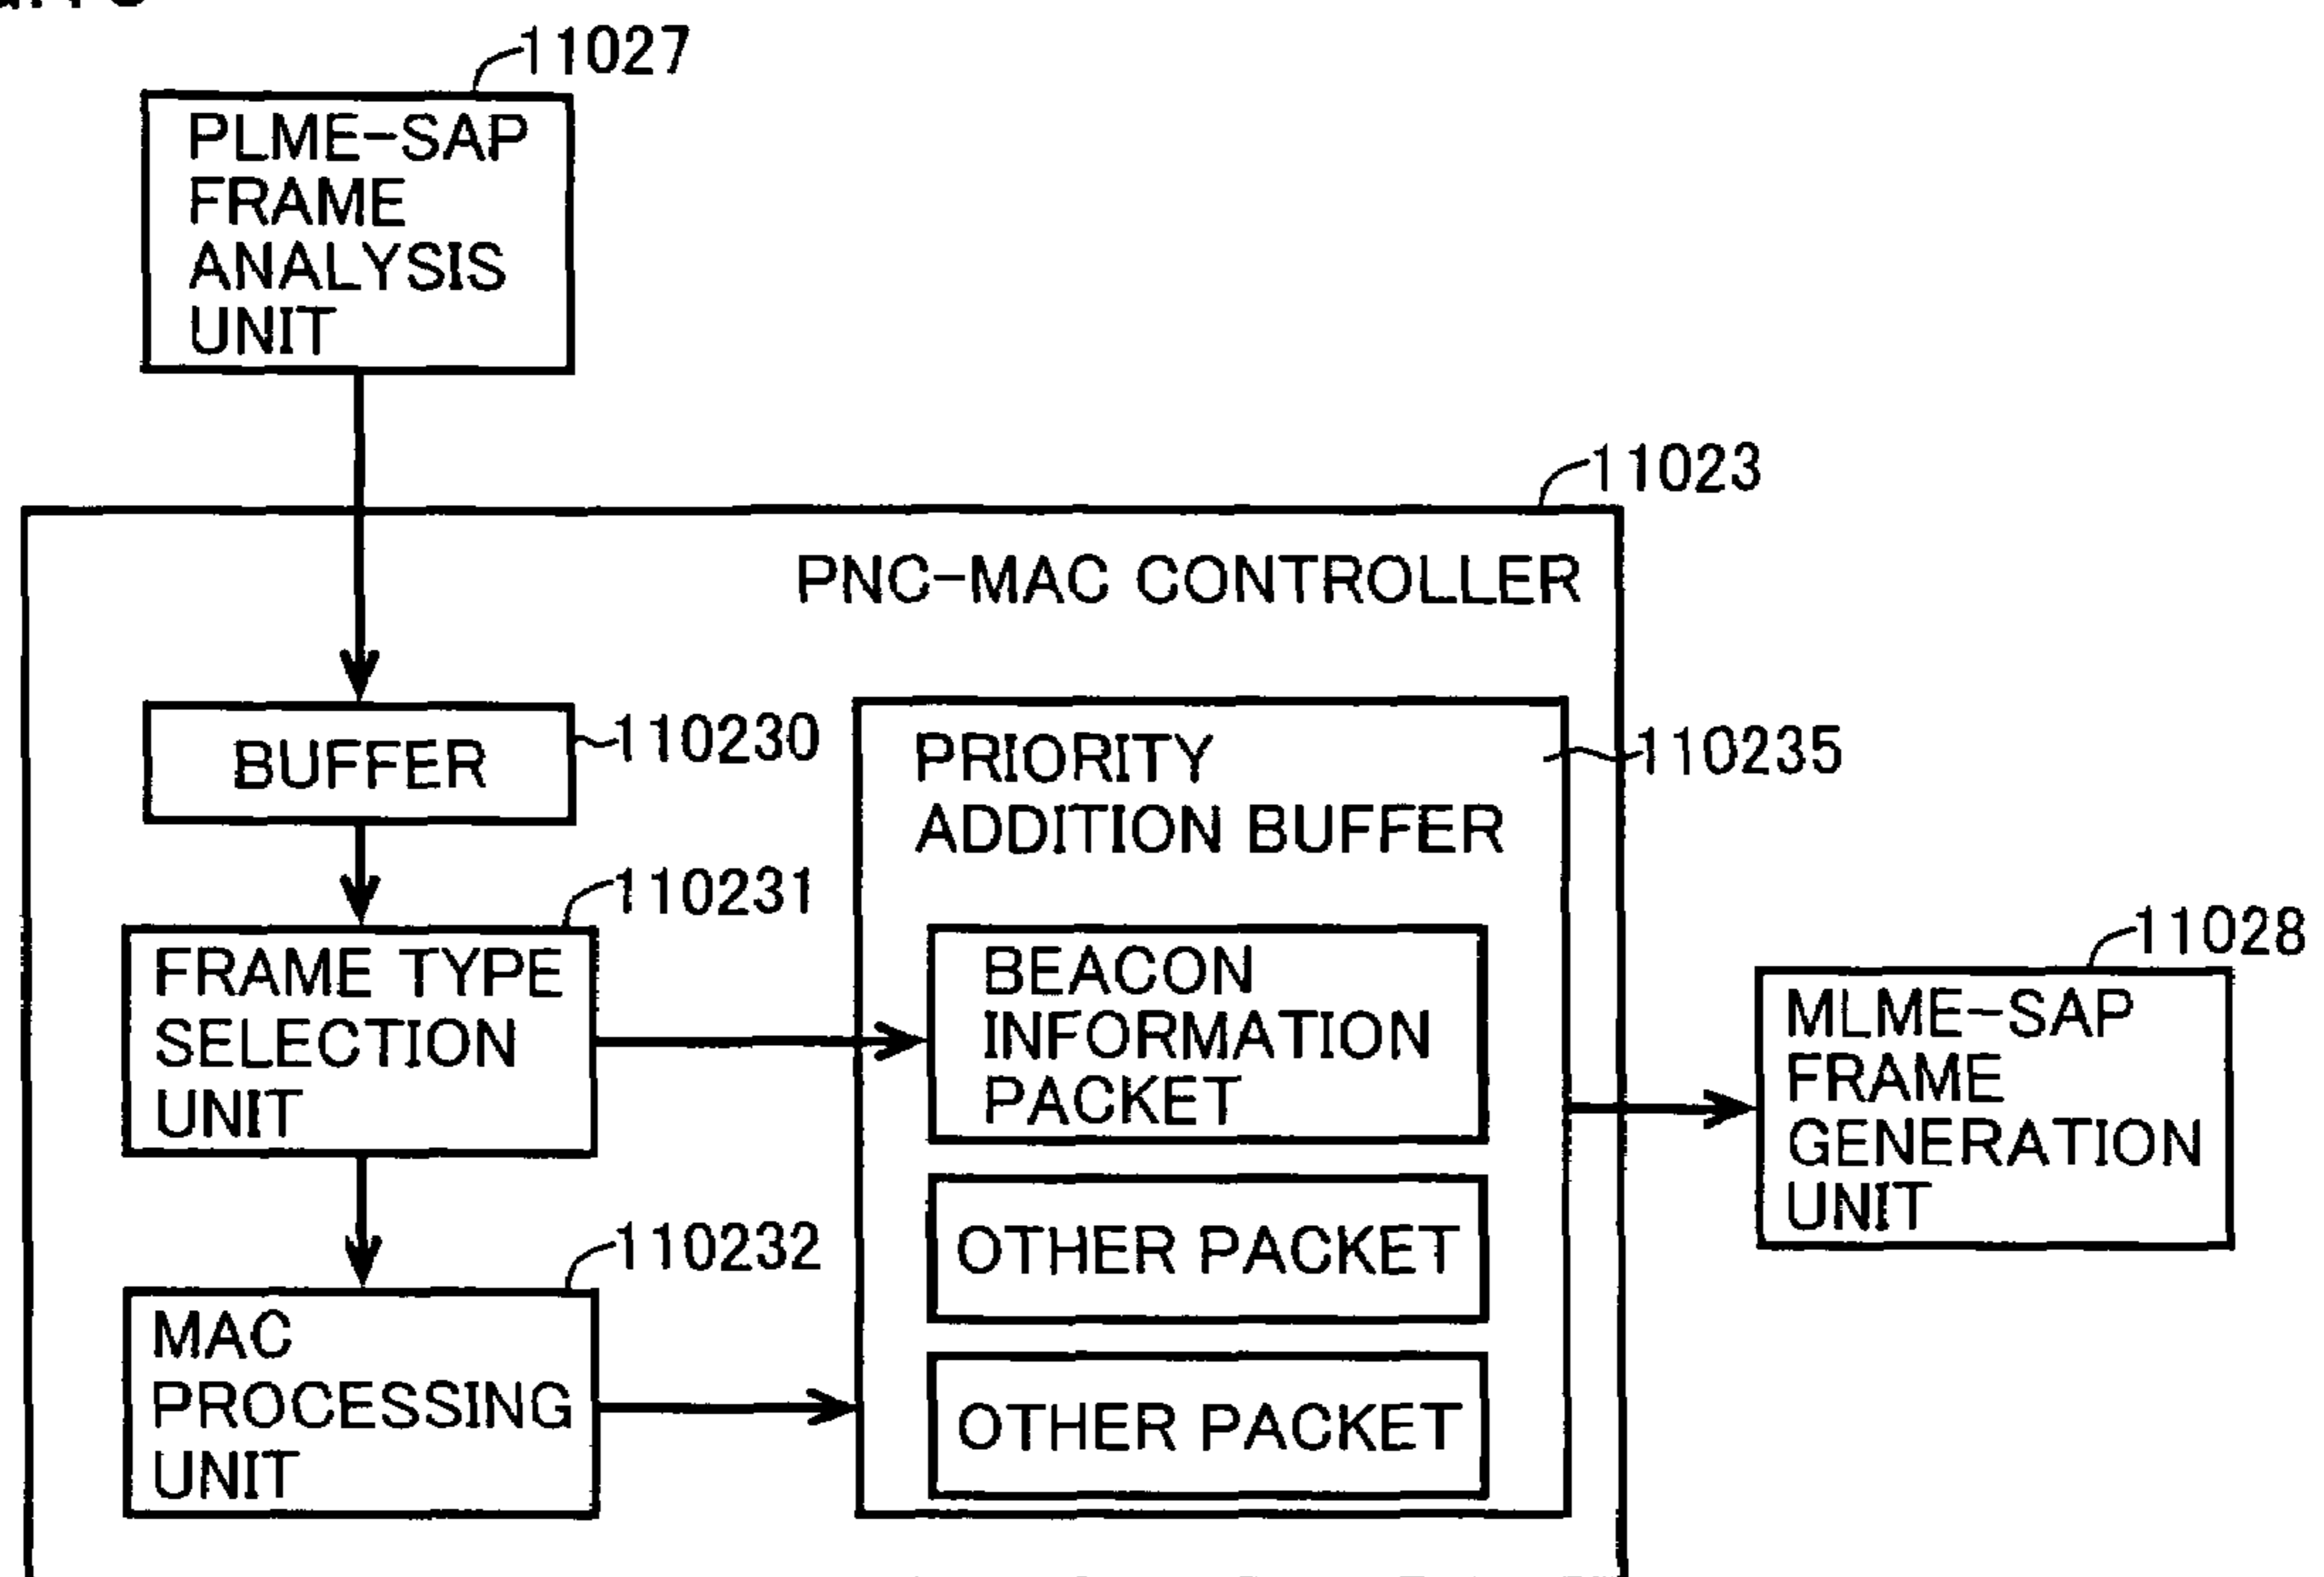 11027
PLME-SAP
FRAME
ANALYSIS
UNIT
11023
PNC-MAC CONTROLLER
BUFFER
110230
PRIORITY
ADDITION BUFFER
110235
110231
FRAME TYPE
SELECTION
UNIT
BEACON
INFORMATION
PACKET
11028
MLME-SAP
FRAME
GENERATION
UNIT
110232
OTHER PACKET
MAC
PROCESSING
UNIT
OTHER PACKET